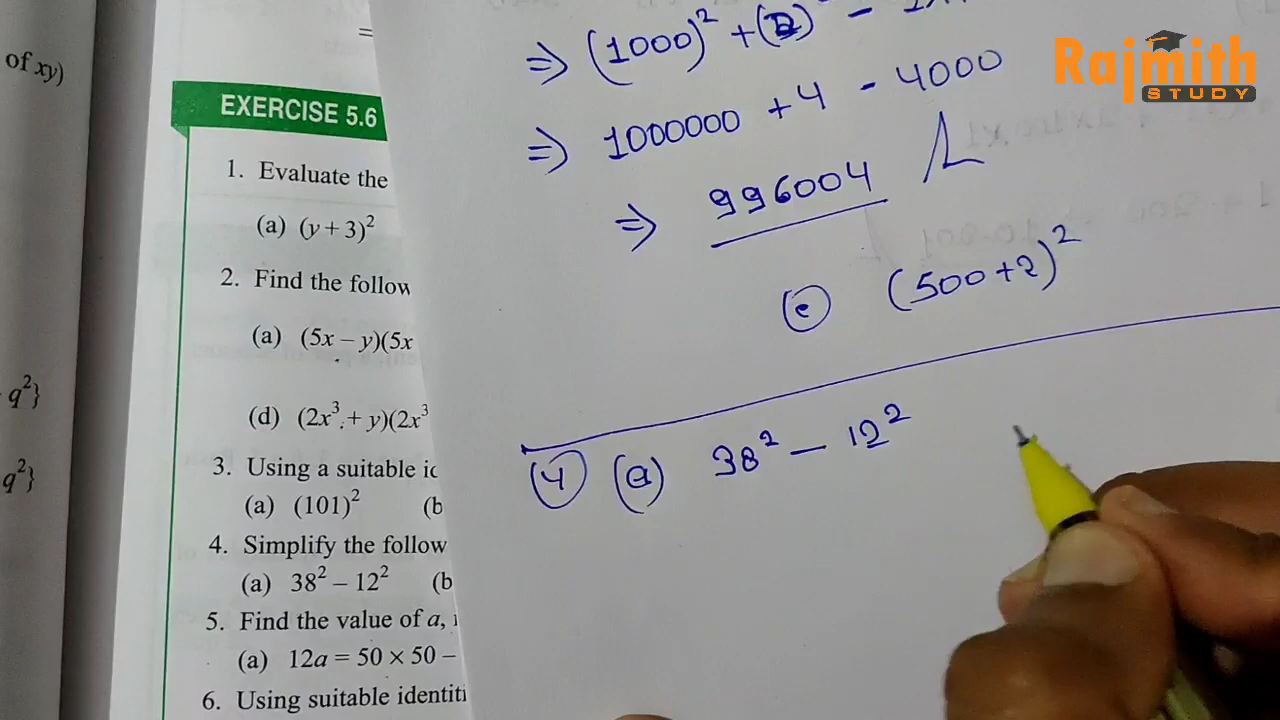 of xy)
q²}
q²}
=
EXERCISE 5.6
1. Evaluate the
(a) (y + 3)²
2. Find the follow
(a) (5x – y)(5x
(d) (2x³ + y)(2x³
3. Using a suitable
(a) (101)² (b
4. Simplify the follow
(a) 38² – 12² (b
5. Find the value of a,
(a) 12a = 50 × 50 –
6. Using suitable identiti
⇒ (1000)² + (2) –
⇒ 1000000 + 4 - 4000
⇒ 996004
(e) (500+2)²
(4) (a) 38² – 12²
Rajmith
STUDY